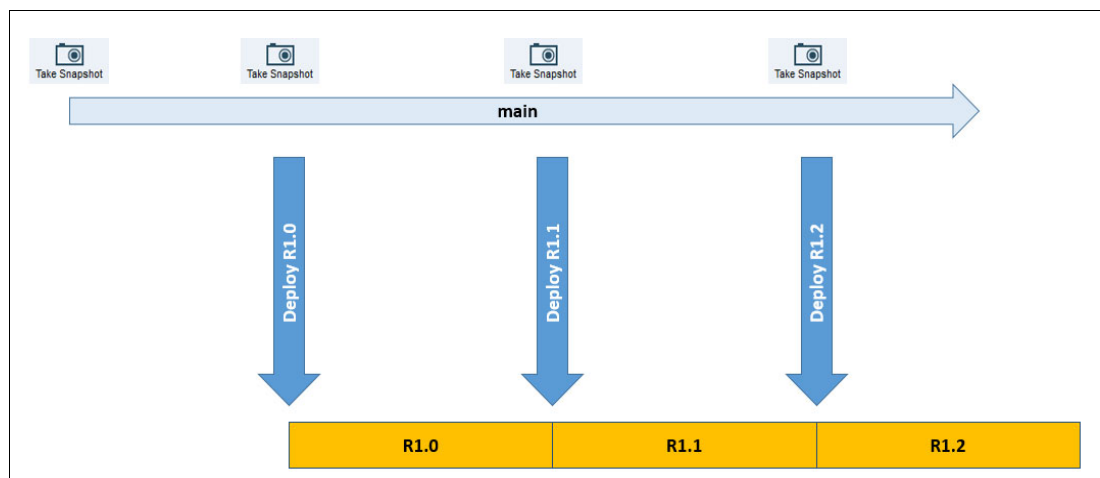 Take Snapshot
Take Snapshot
Take Snapshot
Take Snapshot
main
Deploy R1.0
Deploy R1.1
Deploy R1.2
R1.0
R1.1
R1.2